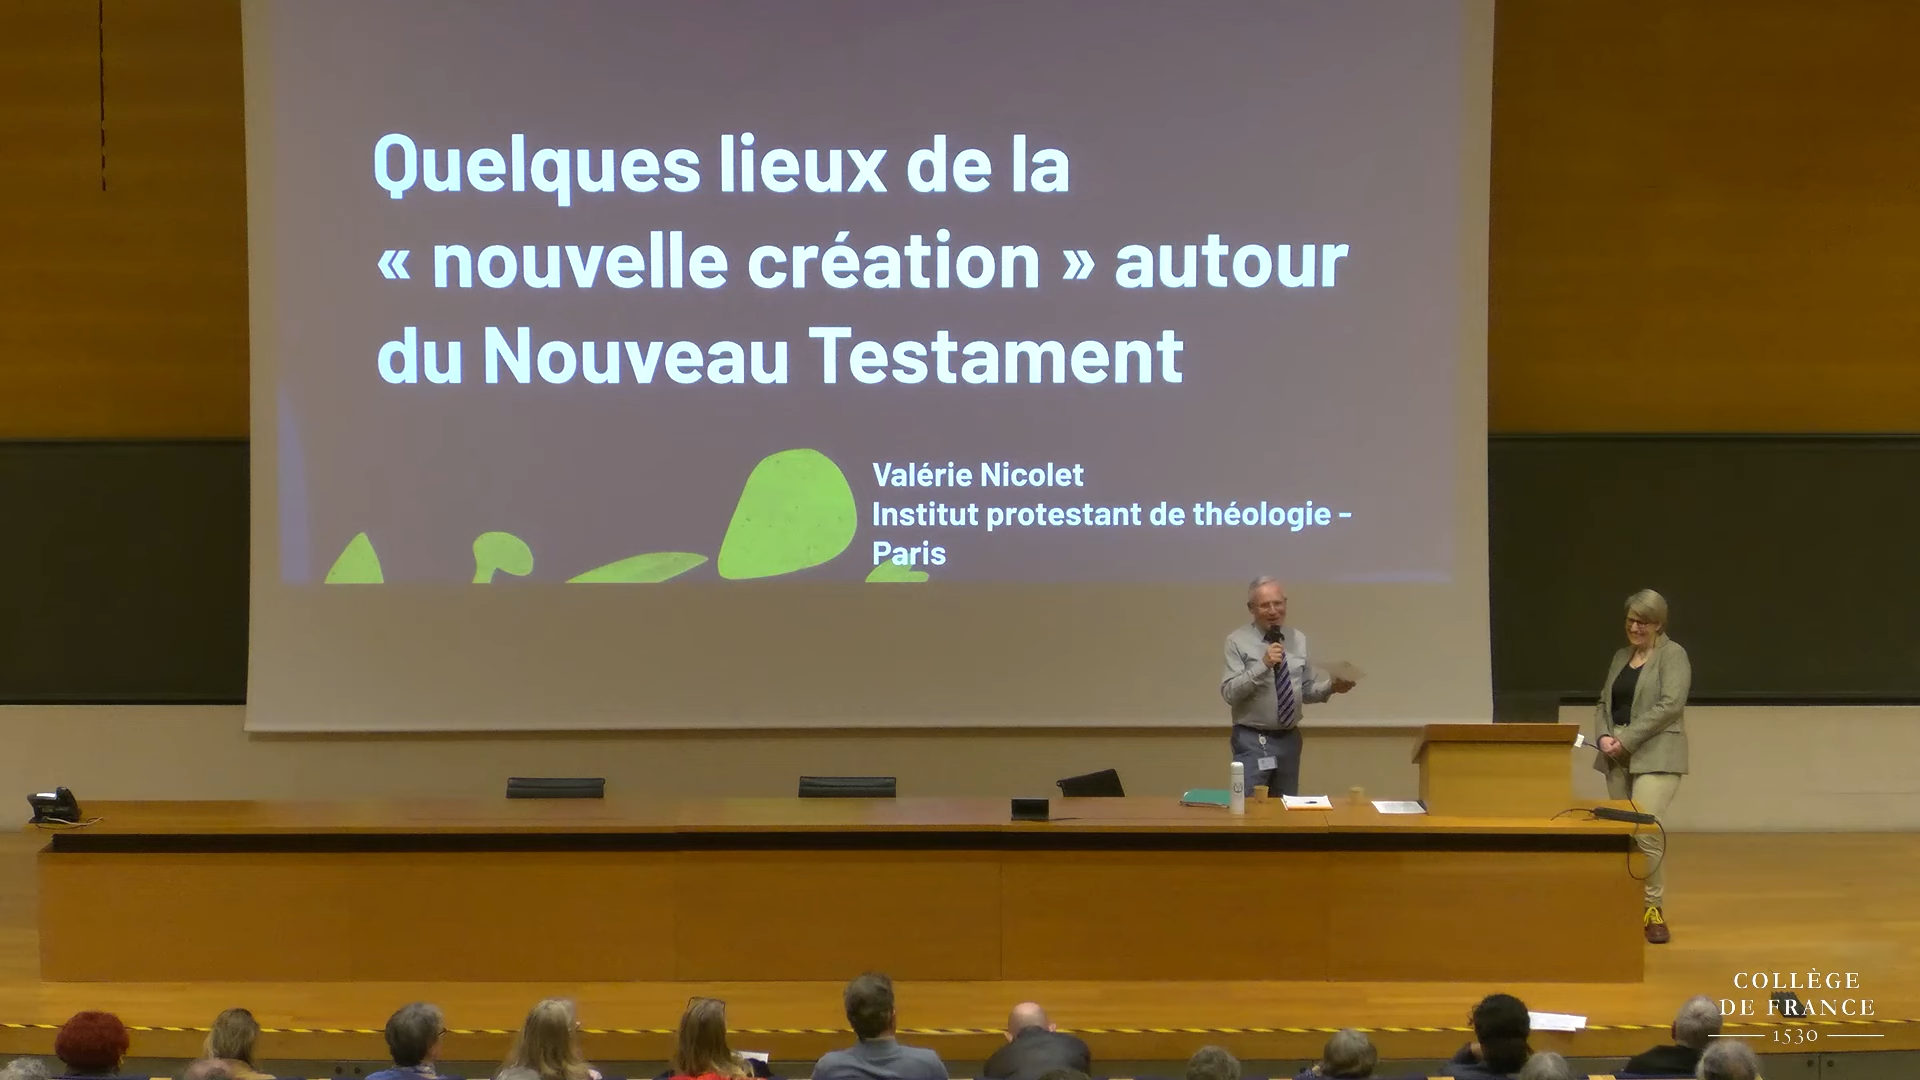 Quelques lieux de la
« nouvelle création » autour
du Nouveau Testament
Valérie Nicolet
Institut protestant de théologie -
Paris
COLLÈGE
DE FRANCE
1530